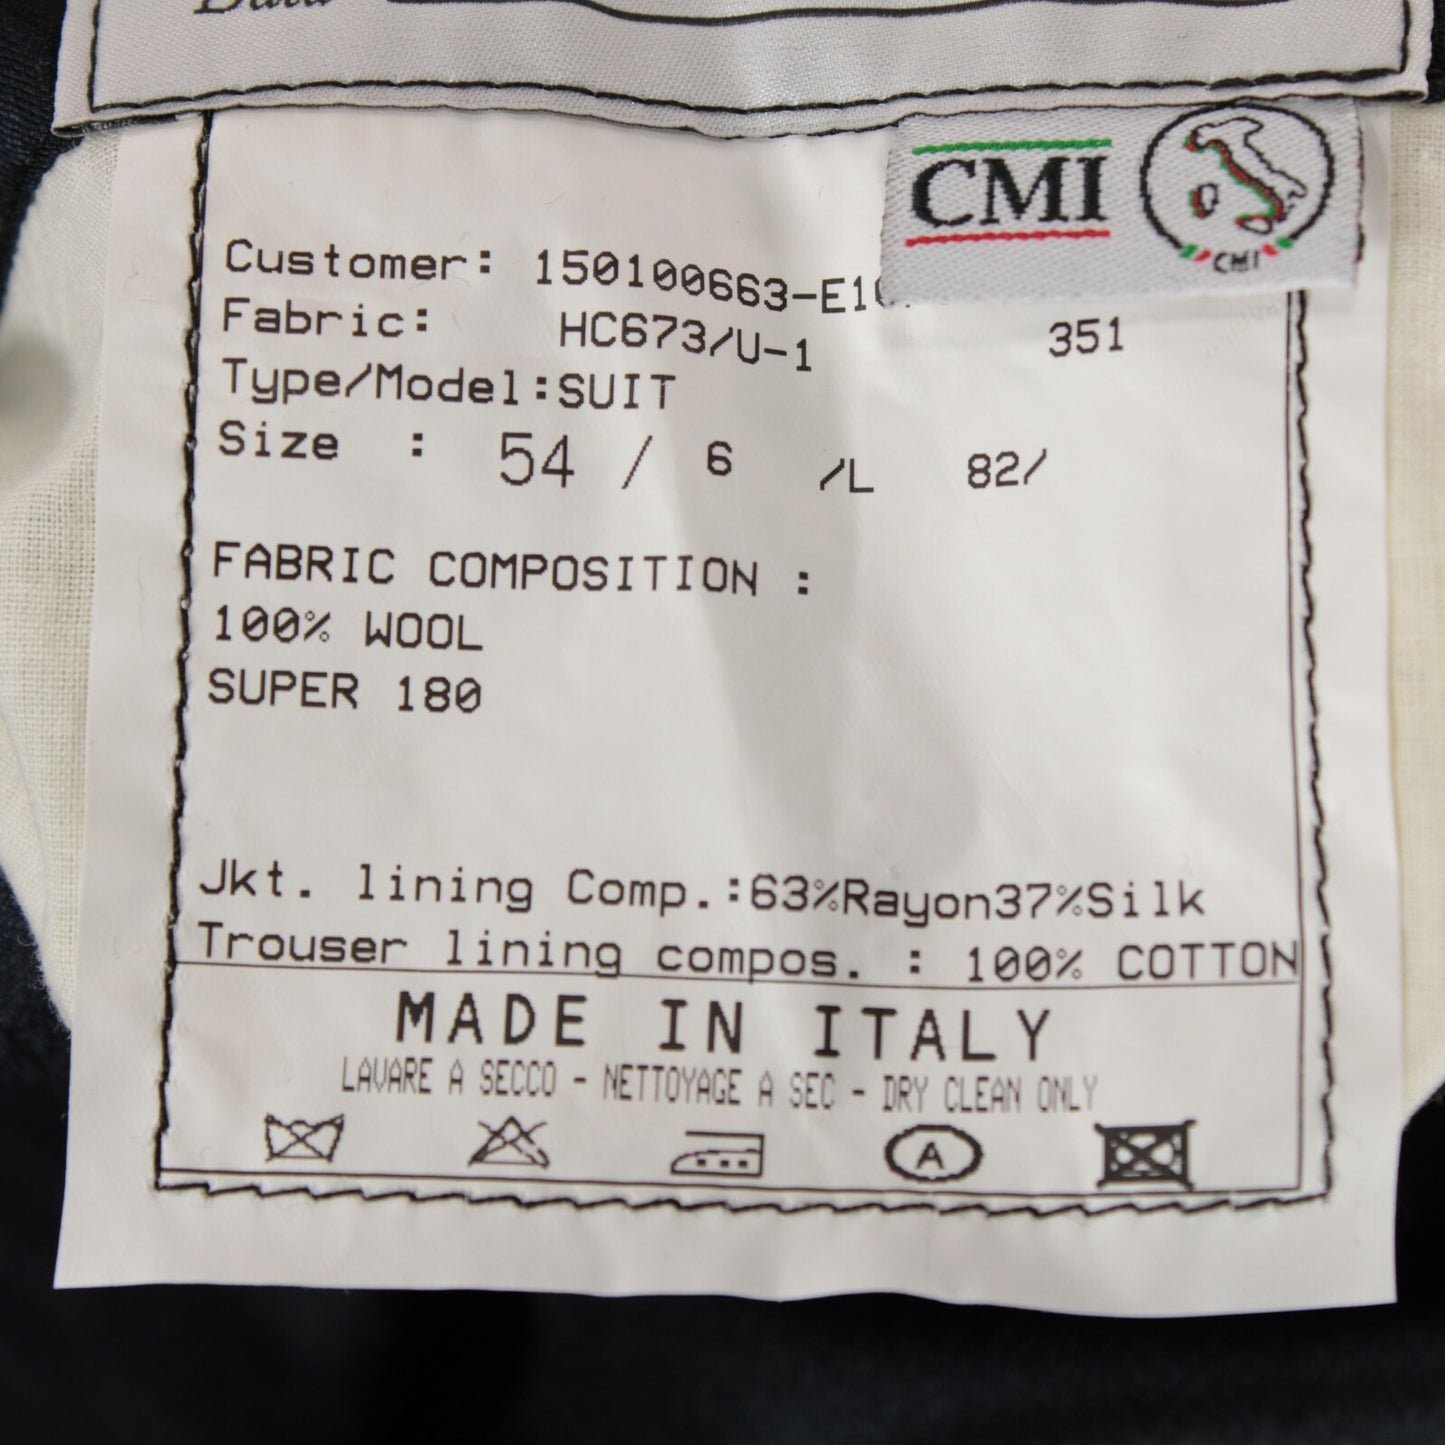 CMI
CMI
Customer: 150100663-E1
Fabric: HC673/U-1 351
Type/Model:SUIT
Size : 54 / 6 /L 82/
FABRIC COMPOSITION :
100% WOOL
SUPER 180
Jkt. lining Comp.:63%Rayon37%Silk
Trouser lining compos. : 100% COTTON
MADE IN ITALY
LAVARE A SECCO - NETTOYAGE A SEC - DRY CLEAN ONLY
A